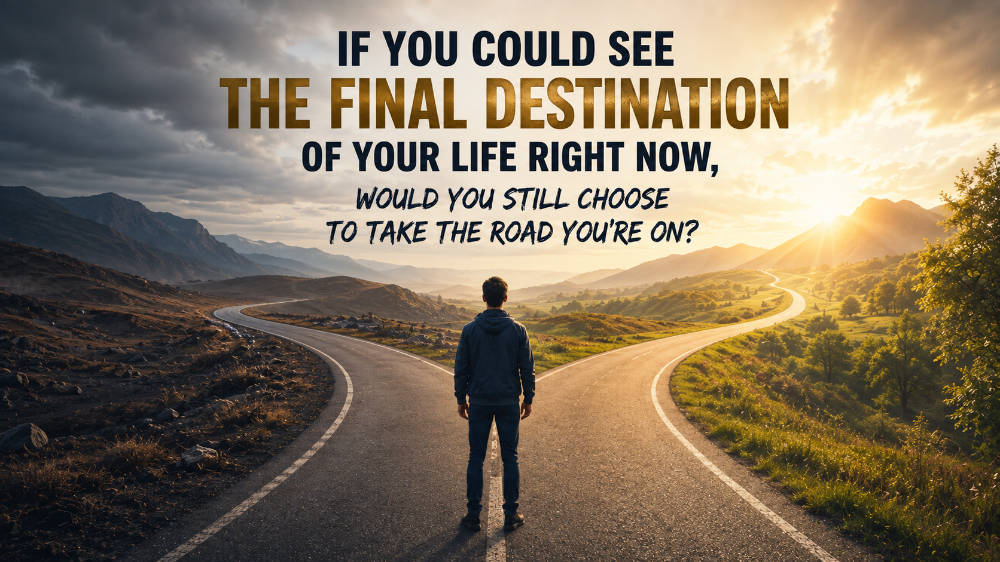 IF YOU COULD SEE
THE FINAL DESTINATION
OF YOUR LIFE RIGHT NOW,
WOULD YOU STILL CHOOSE
TO TAKE THE ROAD YOU'RE ON?